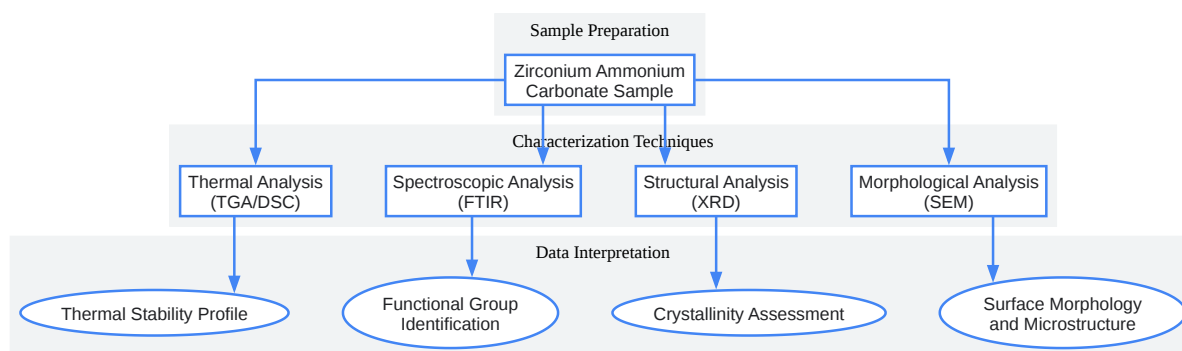 Sample Preparation
Zirconium Ammonium
Carbonate Sample
Characterization Techniques
Thermal Analysis
(TGA/DSC)
Spectroscopic Analysis
(FTIR)
Structural Analysis
(XRD)
Morphological Analysis
(SEM)
Data Interpretation
Thermal Stability Profile
Functional Group
Identification
Crystallinity Assessment
Surface Morphology
and Microstructure